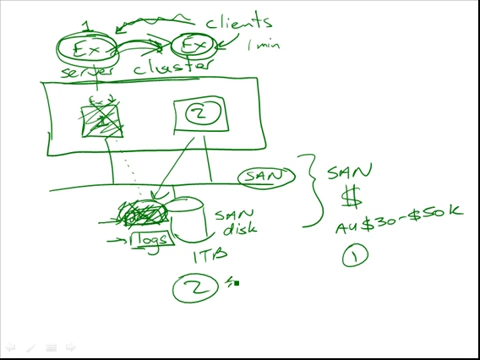 1
clients
Ex
Ex
1 min
server cluster
1
2
SAN
SAN
$
AU $30-$50K
1
SAN
disk
logs
1TB
2